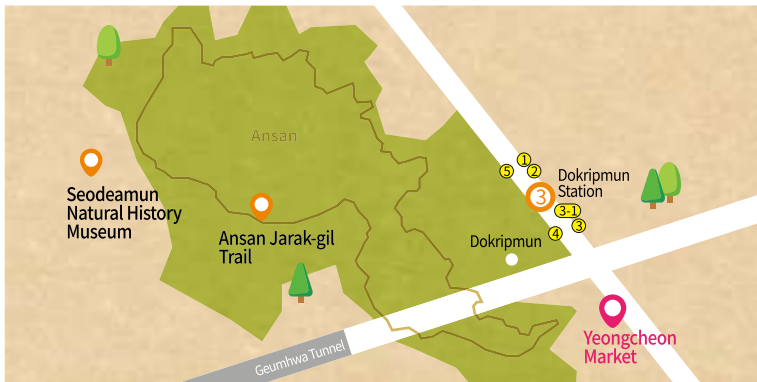 Ansan
1
5
2
Dokripmun
Station
3
3-1
3
4
Dokripmun
Seodeamun
Natural History
Museum
Ansan Jarak-gil
Trail
Geumhwa Tunnel
Yeongcheon
Market